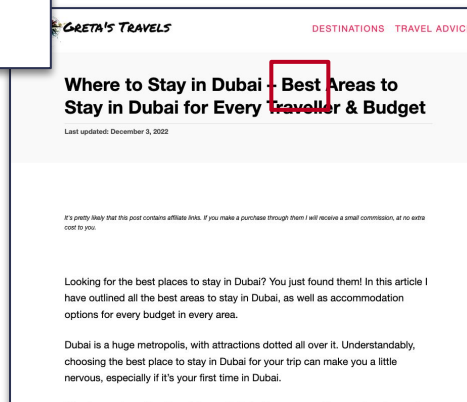 GRETA'S TRAVELS
DESTINATIONS TRAVEL ADVIC
Where to Stay in Dubai – Best Areas to
Stay in Dubai for Every Traveller & Budget
Last updated: December 3, 2022
It's pretty likely that this post contains affiliate links. If you make a purchase through them I will receive a small commission, at no extra
cost to you.
Looking for the best places to stay in Dubai? You just found them! In this article I
have outlined all the best areas to stay in Dubai, as well as accommodation
options for every budget in every area.
Dubai is a huge metropolis, with attractions dotted all over it. Understandably,
choosing the best place to stay in Dubai for your trip can make you a little
nervous, especially if it's your first time in Dubai.